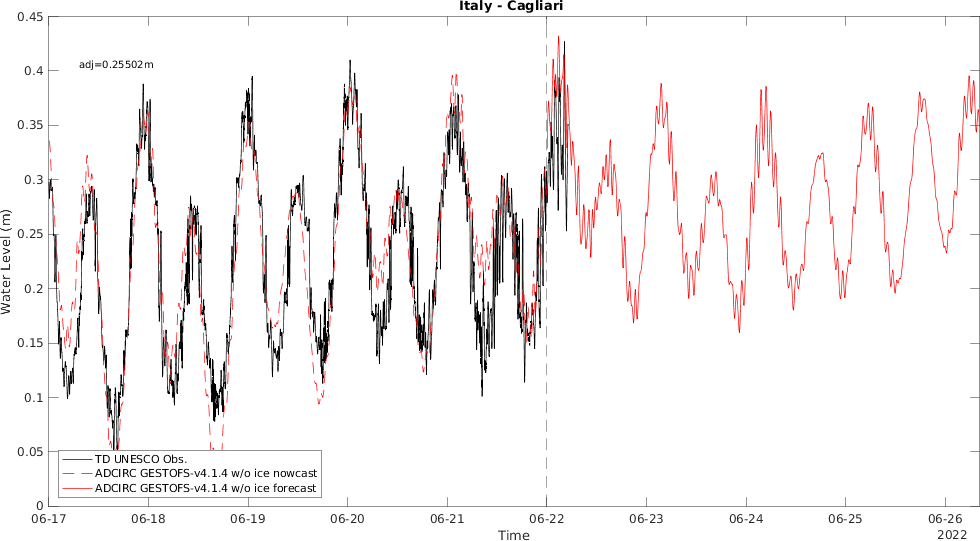 Italy - Cagliari
0.45
0.4
0.35
0.3
0.25
0.2
0.15
0.1
0.05
0
Water Level (m)
adj=0.25502m
TD UNESCO Obs.
ADCIRC GESTOFS-v4.1.4 w/o ice nowcast
ADCIRC GESTOFS-v4.1.4 w/o ice forecast
06-17 06-18 06-19 06-20 06-21 06-22 06-23 06-24 06-25 06-26
Time
2022